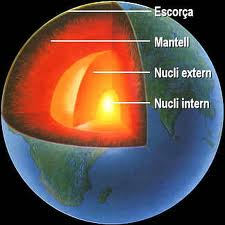 Escorça
Mantell
Nucli extern
Nucli intern